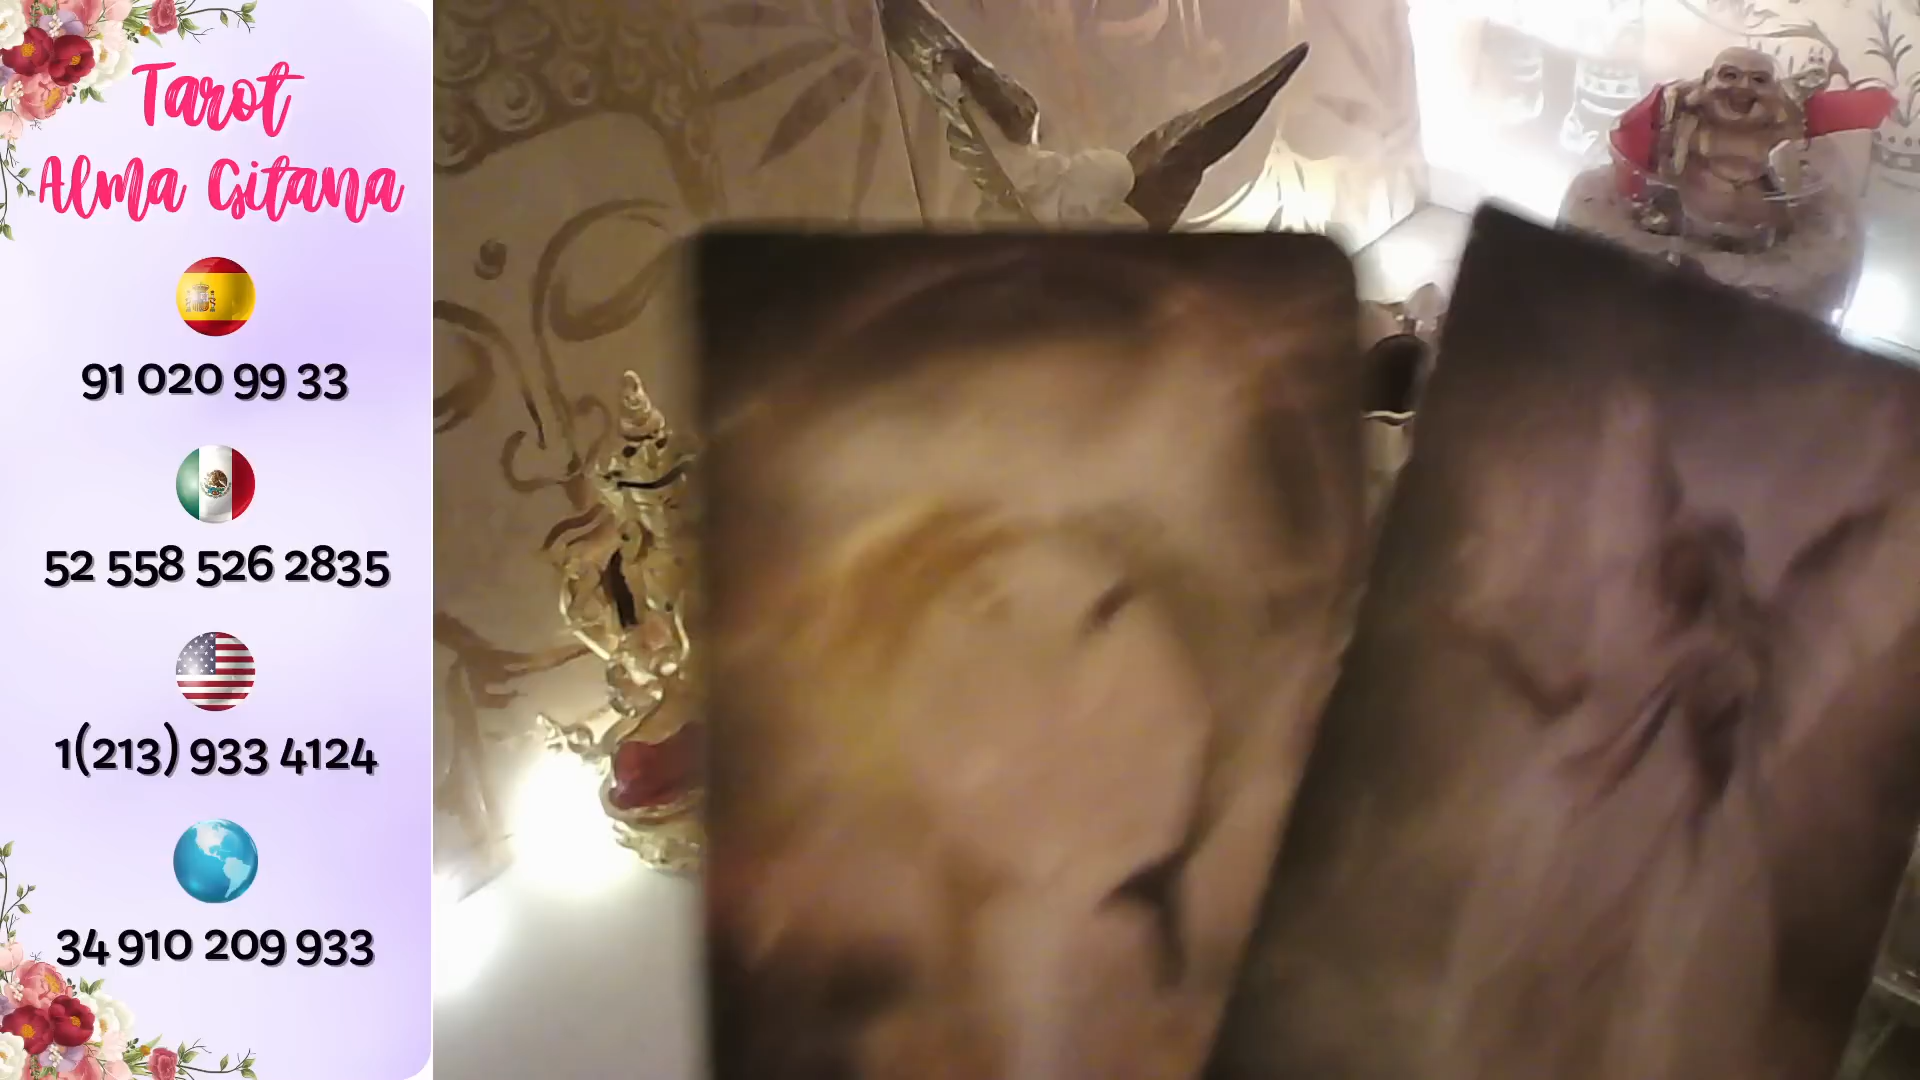 Tarot
Alma Gitana
91 020 99 33
52 558 526 2835
1(213) 933 4124
34 910 209 933